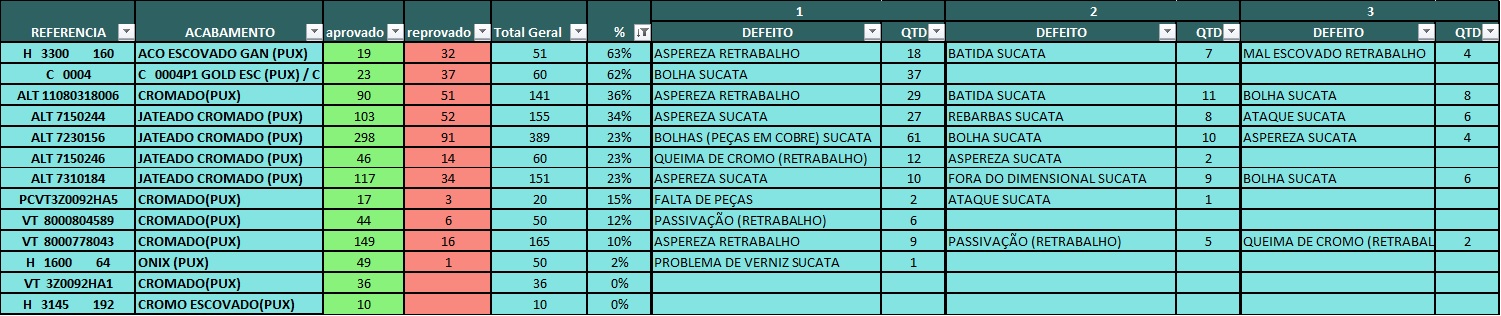 1 2 3
REFERENCIA ACABAMENTO aprovado reprovado Total Geral % DEFEITO QTD DEFEITO QTD DEFEITO QTD
H 3300 160 ACO ESCOVADO GAN (PUX) 19 32 51 63% ASPEREZA RETRABALHO 18 BATIDA SUCATA 7 MAL ESCOVADO RETRABALHO 4
C 0004 C 0004P1 GOLD ESC (PUX) / C 23 37 60 62% BOLHA SUCATA 37
ALT 11080318006 CROMADO(PUX) 90 51 141 36% ASPEREZA RETRABALHO 29 BATIDA SUCATA 11 BOLHA SUCATA 8
ALT 7150244 JATEADO CROMADO (PUX) 103 52 155 34% ASPEREZA SUCATA 27 REBARBAS SUCATA 8 ATAQUE SUCATA 6
ALT 7230156 JATEADO CROMADO (PUX) 298 91 389 23% BOLHAS (PEÇAS EM COBRE) SUCATA 61 BOLHA SUCATA 10 ASPEREZA SUCATA 4
ALT 7150246 JATEADO CROMADO (PUX) 46 14 60 23% QUEIMA DE CROMO (RETRABALHO) 12 ASPEREZA SUCATA 2
ALT 7310184 JATEADO CROMADO (PUX) 117 34 151 23% ASPEREZA SUCATA 10 FORA DO DIMENSIONAL SUCATA 9 BOLHA SUCATA 6
PCVT3Z0092HA5 CROMADO(PUX) 17 3 20 15% FALTA DE PEÇAS 2 ATAQUE SUCATA 1
VT 8000804589 CROMADO(PUX) 44 6 50 12% PASSIVAÇÃO (RETRABALHO) 6
VT 8000778043 CROMADO(PUX) 149 16 165 10% ASPEREZA RETRABALHO 9 PASSIVAÇÃO (RETRABALHO) 5 QUEIMA DE CROMO (RETRABAL 2
H 1600 64 ONIX (PUX) 49 1 50 2% PROBLEMA DE VERNIZ SUCATA 1
VT 3Z0092HA1 CROMADO(PUX) 36 36 0%
H 3145 192 CROMO ESCOVADO(PUX) 10 10 0%